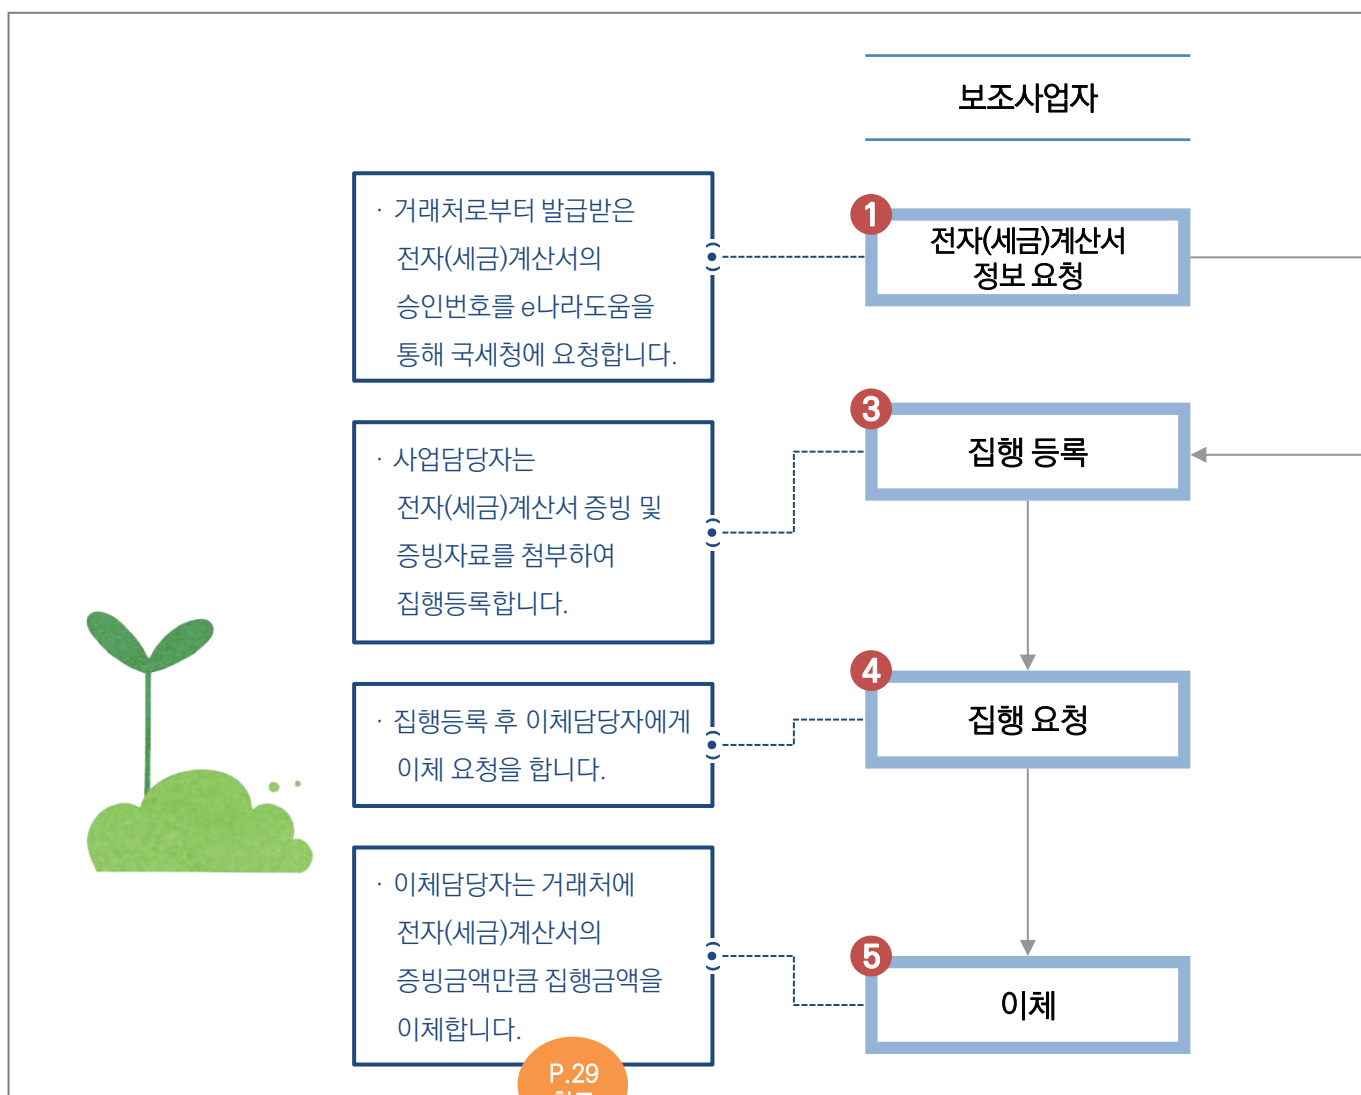 보조사업자
· 거래처로부터 발급받은
전자(세금)계산서의
승인번호를 e나라도움을
통해 국세청에 요청합니다.
1
전자(세금)계산서
정보 요청
· 사업담당자는
전자(세금)계산서 증빙 및
증빙자료를 첨부하여
집행등록합니다.
3
집행 등록
· 집행등록 후 이체담당자에게
이체 요청을 합니다.
4
집행 요청
· 이체담당자는 거래처에
전자(세금)계산서의
증빙금액만큼 집행금액을
이체합니다.
5
이체
P.29